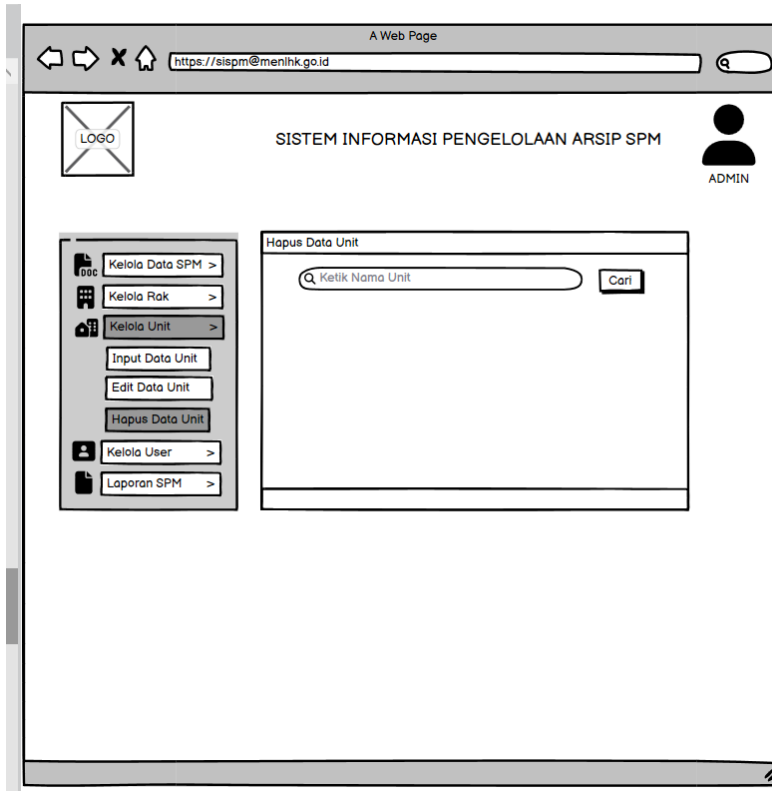 A Web Page
https://sispm@menlhk.go.id
LOGO
SISTEM INFORMASI PENGELOLAAN ARSIP SPM
ADMIN
DOC
Kelola Data SPM >
Kelola Rak >
Kelola Unit >
Input Data Unit
Edit Data Unit
Hapus Data Unit
Kelola User >
Laporan SPM >
Hapus Data Unit
Ketik Nama Unit
Cari